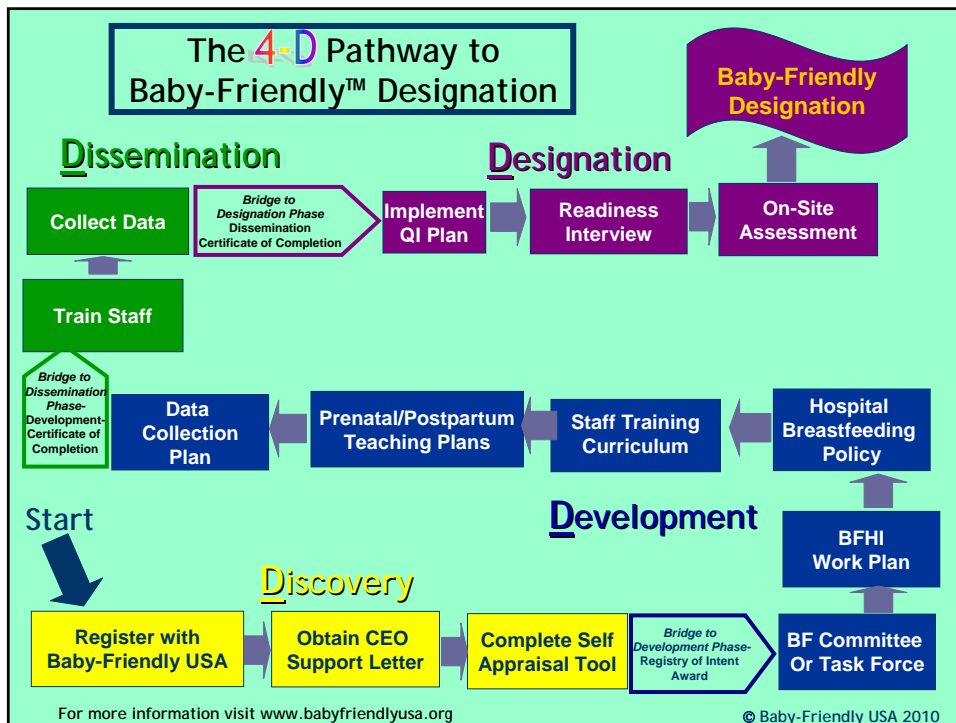 The 4-D Pathway to
Baby-Friendly™ Designation
Baby-Friendly
Designation
Dissemination
Designation
Collect Data
Bridge to
Designation Phase
Dissemination
Certificate of Completion
Implement
QI Plan
Readiness
Interview
On-Site
Assessment
Train Staff
Bridge to
Dissemination
Phase-
Development-
Certificate of
Completion
Data
Collection
Plan
Prenatal/Postpartum
Teaching Plans
Staff Training
Curriculum
Hospital
Breastfeeding
Policy
Start
Development
BFHI
Work Plan
Discovery
Register with
Baby-Friendly USA
Obtain CEO
Support Letter
Complete Self
Appraisal Tool
Bridge to
Development Phase-
Registry of Intent
Award
BF Committee
Or Task Force
For more information visit www.babyfriendlyusa.org
© Baby-Friendly USA 2010